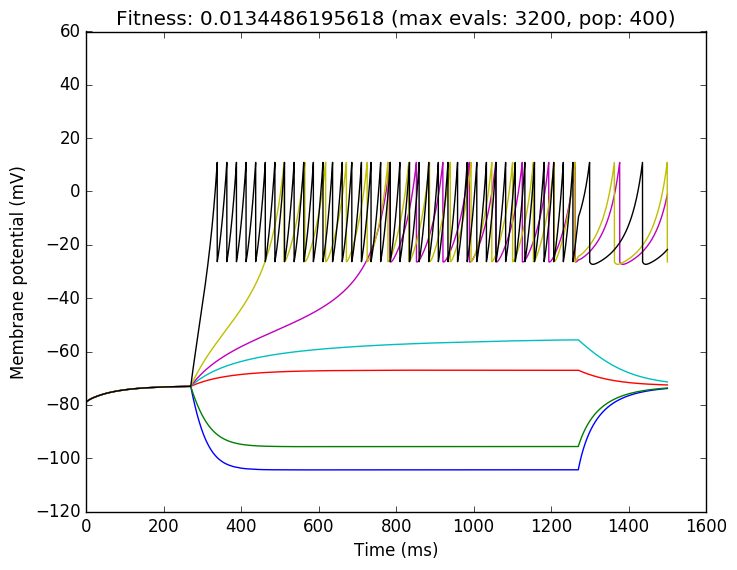 Fitness: 0.0134486195618 (max evals: 3200, pop: 400)
60
40
20
0
−20
−40
−60
−80
−100
−120
Membrane potential (mV)
0 200 400 600 800 1000 1200 1400 1600
Time (ms)